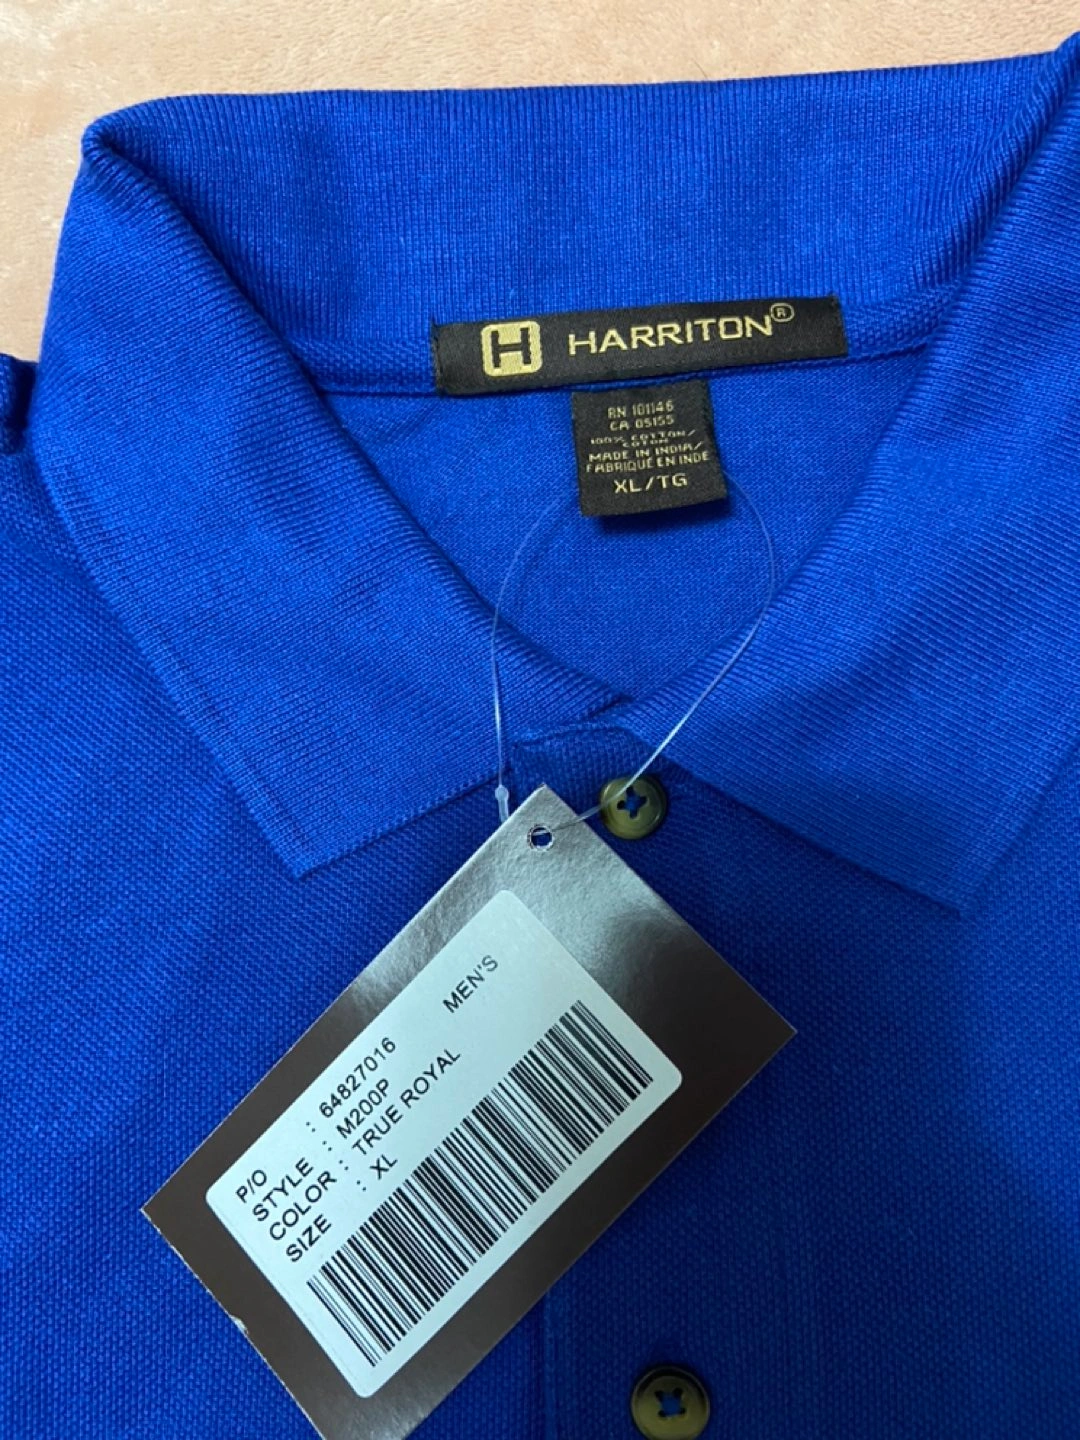 H HARRITON®
RN 101146
CA 05155
100% COTTON/
COTON
MADE IN INDIA/
FABRIQUE EN INDE
XL/TG
MEN'S
P/O : 64827016
STYLE : M200P
COLOR : TRUE ROYAL
SIZE : XL